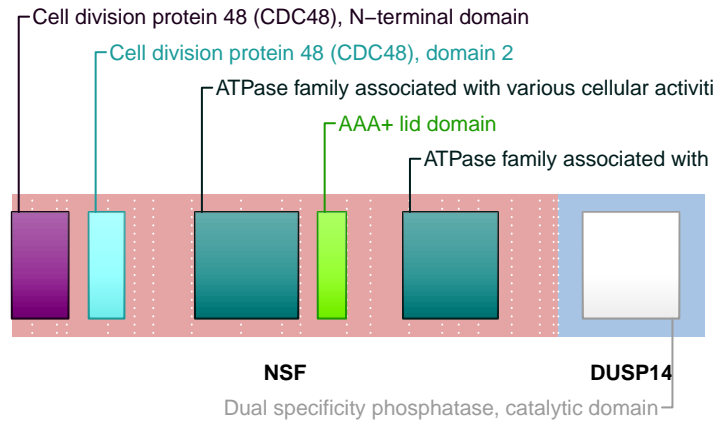 Cell division protein 48 (CDC48), N−terminal domain
Cell division protein 48 (CDC48), domain 2
ATPase family associated with various cellular activiti
AAA+ lid domain
ATPase family associated with
NSF
DUSP14
Dual specificity phosphatase, catalytic domain